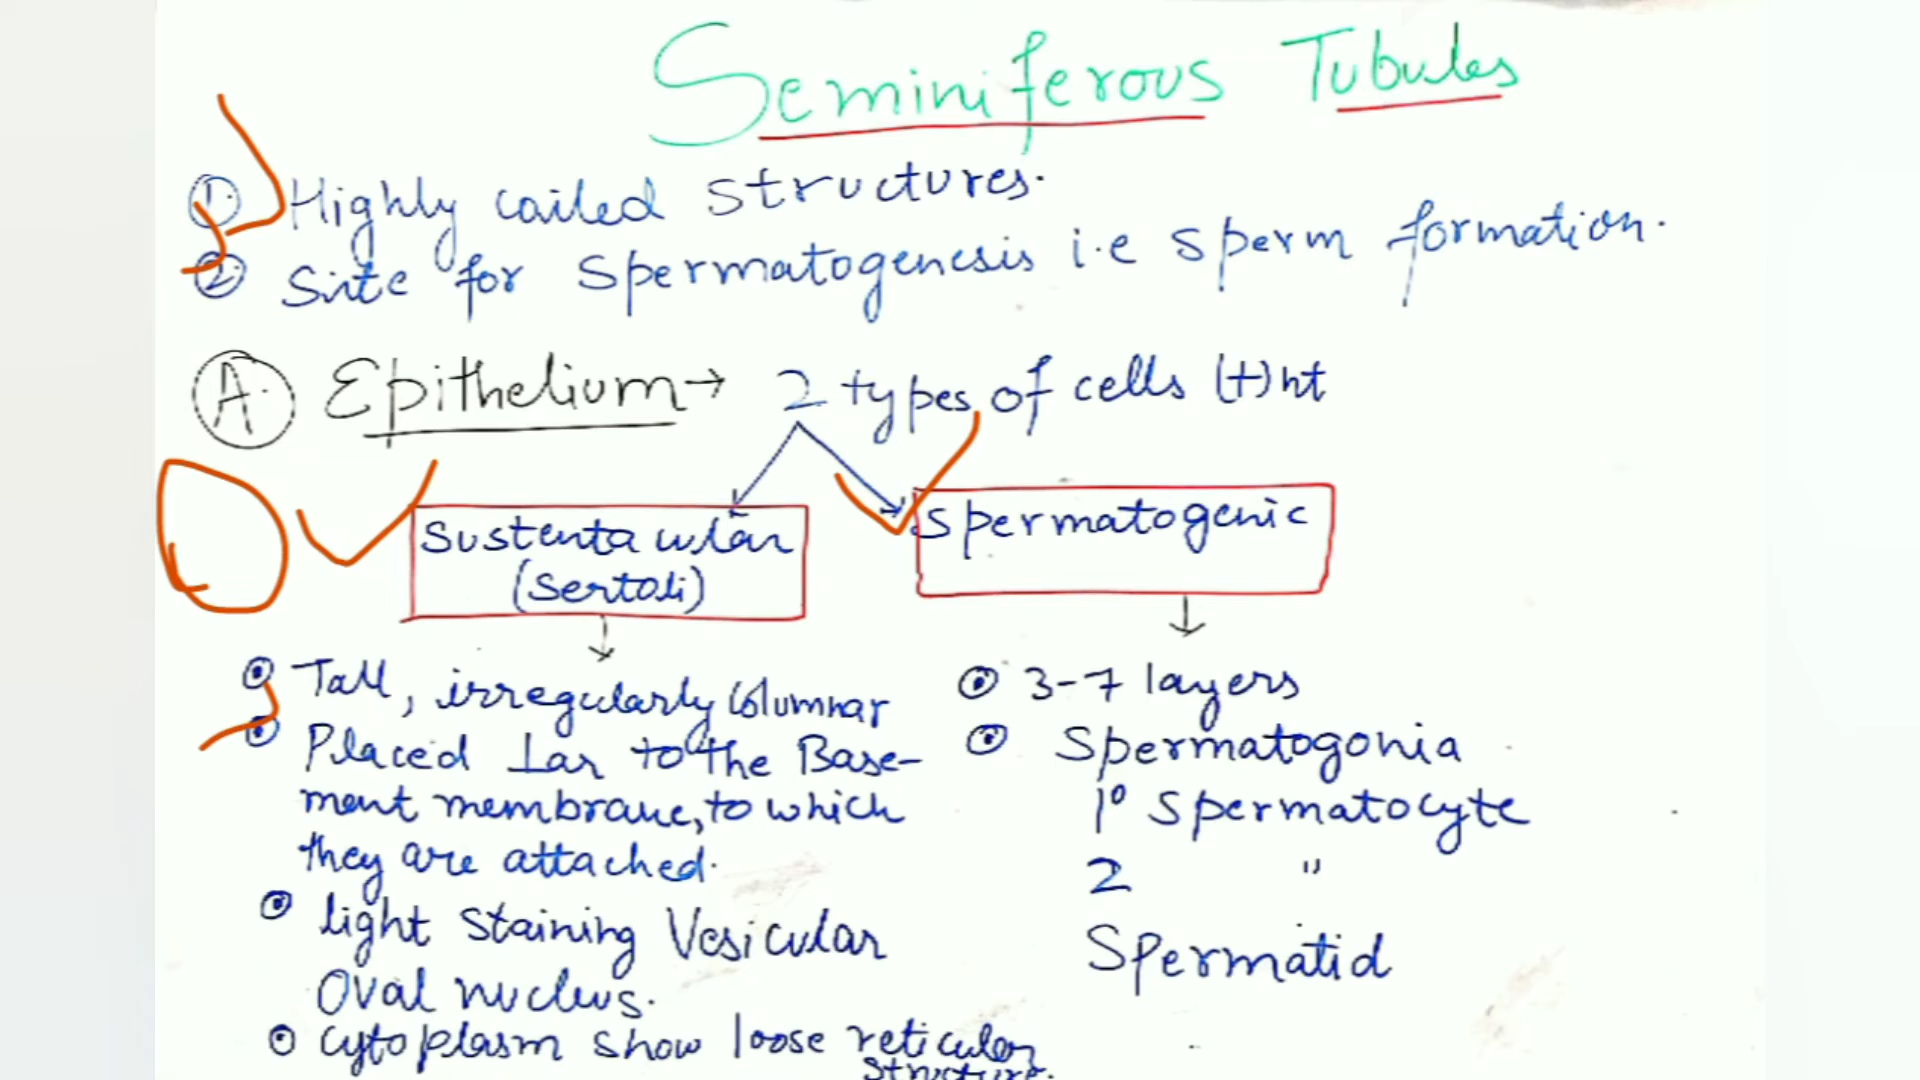 Seminiferous Tubules
① Highly coiled structures.
② Site for Spermatogenesis i.e sperm formation.
Ⓐ Epithelium → 2 types of cells (+)nt
Sustentacular
(Sertoli)
Spermatogenic
Tall, irregularly columnar
Placed ⊥ar to the Base-
ment membrane, to which
they are attached.
light staining Vesicular
Oval nucleus.
cytoplasm show loose reticular
structure.
3-7 layers
Spermatogonia
1° Spermatocyte
2 "
Spermatid